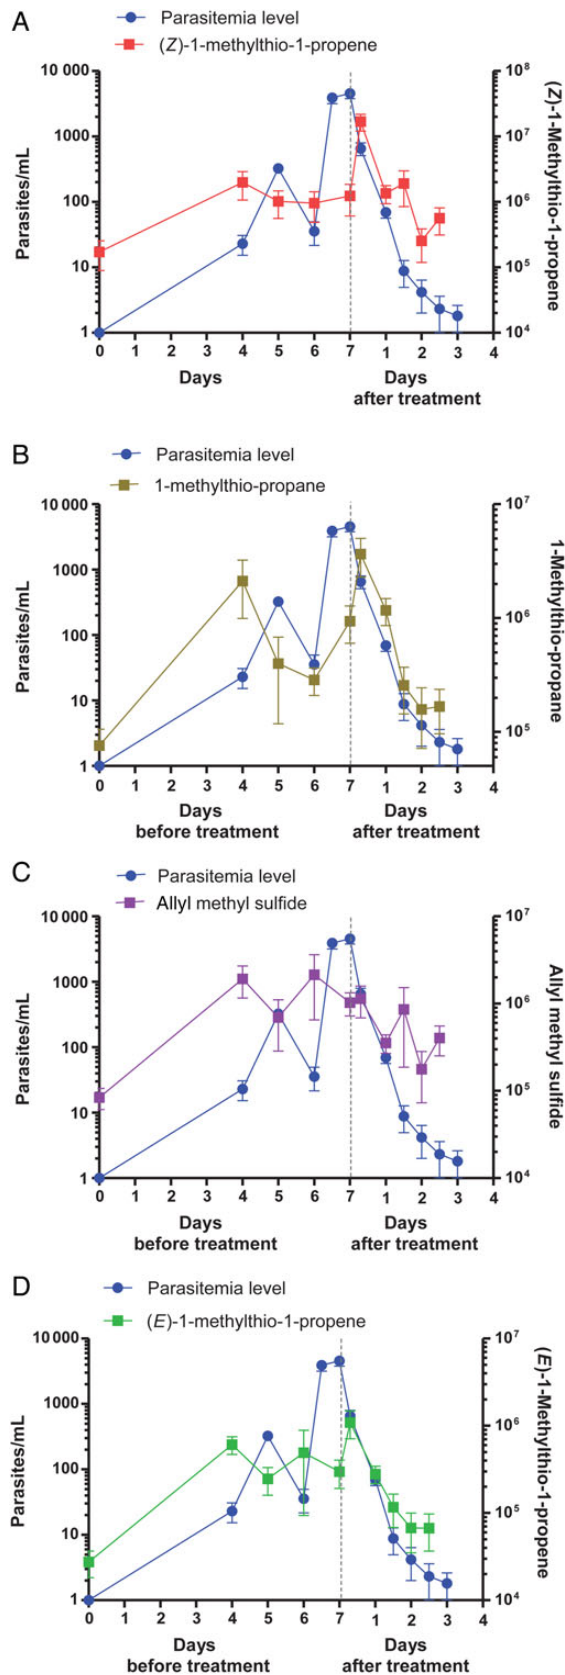 A
Parasitemia level
(Z)-1-methylthio-1-propene
10 000
1000
100
10
1
Parasites/mL
10⁸
10⁷
10⁶
10⁵
10⁴
(Z)-1-Methylthio-1-propene
0 1 2 3 4 5 6 7 1 2 3 4
Days
Days
after treatment
B
Parasitemia level
1-methylthio-propane
10 000
1000
100
10
1
Parasites/mL
10⁷
10⁶
10⁵
1-Methylthio-propane
0 1 2 3 4 5 6 7 1 2 3 4
Days
before treatment
Days
after treatment
C
Parasitemia level
Allyl methyl sulfide
10 000
1000
100
10
1
Parasites/mL
10⁷
10⁶
10⁵
10⁴
Allyl methyl sulfide
0 1 2 3 4 5 6 7 1 2 3 4
Days
before treatment
Days
after treatment
D
Parasitemia level
(E)-1-methylthio-1-propene
10 000
1000
100
10
1
Parasites/mL
10⁷
10⁶
10⁵
10⁴
(E)-1-Methylthio-1-propene
0 1 2 3 4 5 6 7 1 2 3 4
Days
before treatment
Days
after treatment